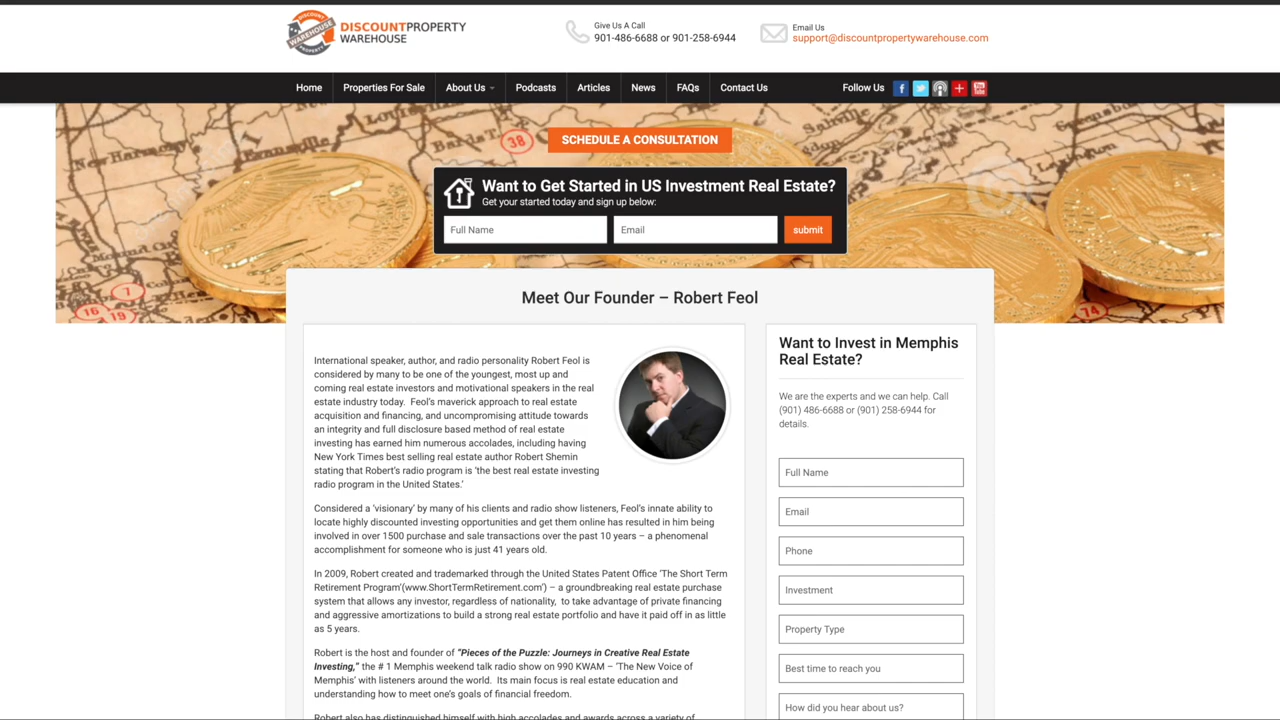 DISCOUNT PROPERTY WAREHOUSE
DISCOUNTPROPERTY
WAREHOUSE
Give Us A Call
901-486-6688 or 901-258-6944
Email Us
support@discountpropertywarehouse.com
Home Properties For Sale About Us Podcasts Articles News FAQs Contact Us Follow Us
38
SCHEDULE A CONSULTATION
Want to Get Started in US Investment Real Estate?
Get your started today and sign up below:
Full Name Email submit
7
16
19
74
Meet Our Founder – Robert Feol
International speaker, author, and radio personality Robert Feol is
considered by many to be one of the youngest, most up and
coming real estate investors and motivational speakers in the real
estate industry today. Feol's maverick approach to real estate
acquisition and financing, and uncompromising attitude towards
an integrity and full disclosure based method of real estate
investing has earned him numerous accolades, including having
New York Times best selling real estate author Robert Shemin
stating that Robert's radio program is 'the best real estate investing
radio program in the United States.'
Considered a 'visionary' by many of his clients and radio show listeners, Feol's innate ability to
locate highly discounted investing opportunities and get them online has resulted in him being
involved in over 1500 purchase and sale transactions over the past 10 years – a phenomenal
accomplishment for someone who is just 41 years old.
In 2009, Robert created and trademarked through the United States Patent Office 'The Short Term
Retirement Program'(www.ShortTermRetirement.com') – a groundbreaking real estate purchase
system that allows any investor, regardless of nationality, to take advantage of private financing
and aggressive amortizations to build a strong real estate portfolio and have it paid off in as little
as 5 years.
Robert is the host and founder of "Pieces of the Puzzle: Journeys in Creative Real Estate
Investing," the # 1 Memphis weekend talk radio show on 990 KWAM – 'The New Voice of
Memphis' with listeners around the world. Its main focus is real estate education and
understanding how to meet one's goals of financial freedom.
Robert also has distinguished himself with high accolades and awards across a variety of
Want to Invest in Memphis
Real Estate?
We are the experts and we can help. Call
(901) 486-6688 or (901) 258-6944 for
details.
Full Name
Email
Phone
Investment
Property Type
Best time to reach you
How did you hear about us?